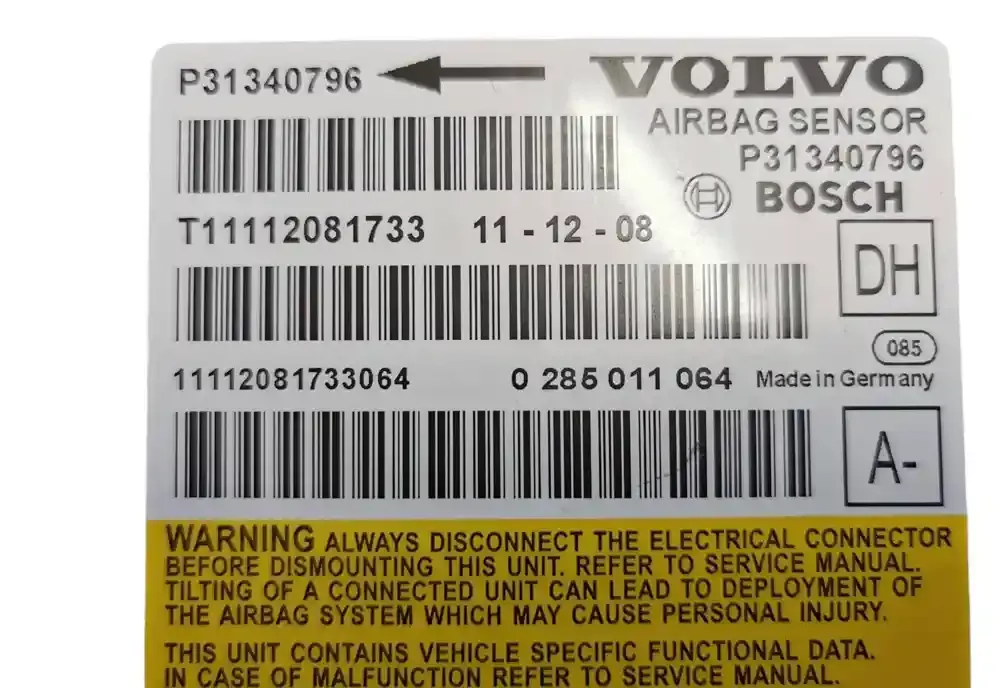 P31340796 VOLVO
AIRBAG SENSOR
P31340796
BOSCH
T11112081733 11 - 12 - 08
DH
085
11112081733064 0 285 011 064 Made in Germany
A-
WARNING ALWAYS DISCONNECT THE ELECTRICAL CONNECTOR
BEFORE DISMOUNTING THIS UNIT. REFER TO SERVICE MANUAL.
TILTING OF A CONNECTED UNIT CAN LEAD TO DEPLOYMENT OF
THE AIRBAG SYSTEM WHICH MAY CAUSE PERSONAL INJURY.
THIS UNIT CONTAINS VEHICLE SPECIFIC FUNCTIONAL DATA.
IN CASE OF MALFUNCTION REFER TO SERVICE MANUAL.